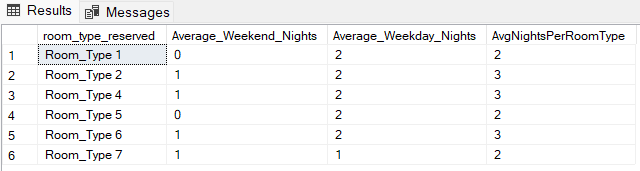 Results Messages
room_type_reserved Average_Weekend_Nights Average_Weekday_Nights AvgNightsPerRoomType
1 Room_Type 1 0 2 2
2 Room_Type 2 1 2 3
3 Room_Type 4 1 2 3
4 Room_Type 5 0 2 2
5 Room_Type 6 1 2 3
6 Room_Type 7 1 1 2